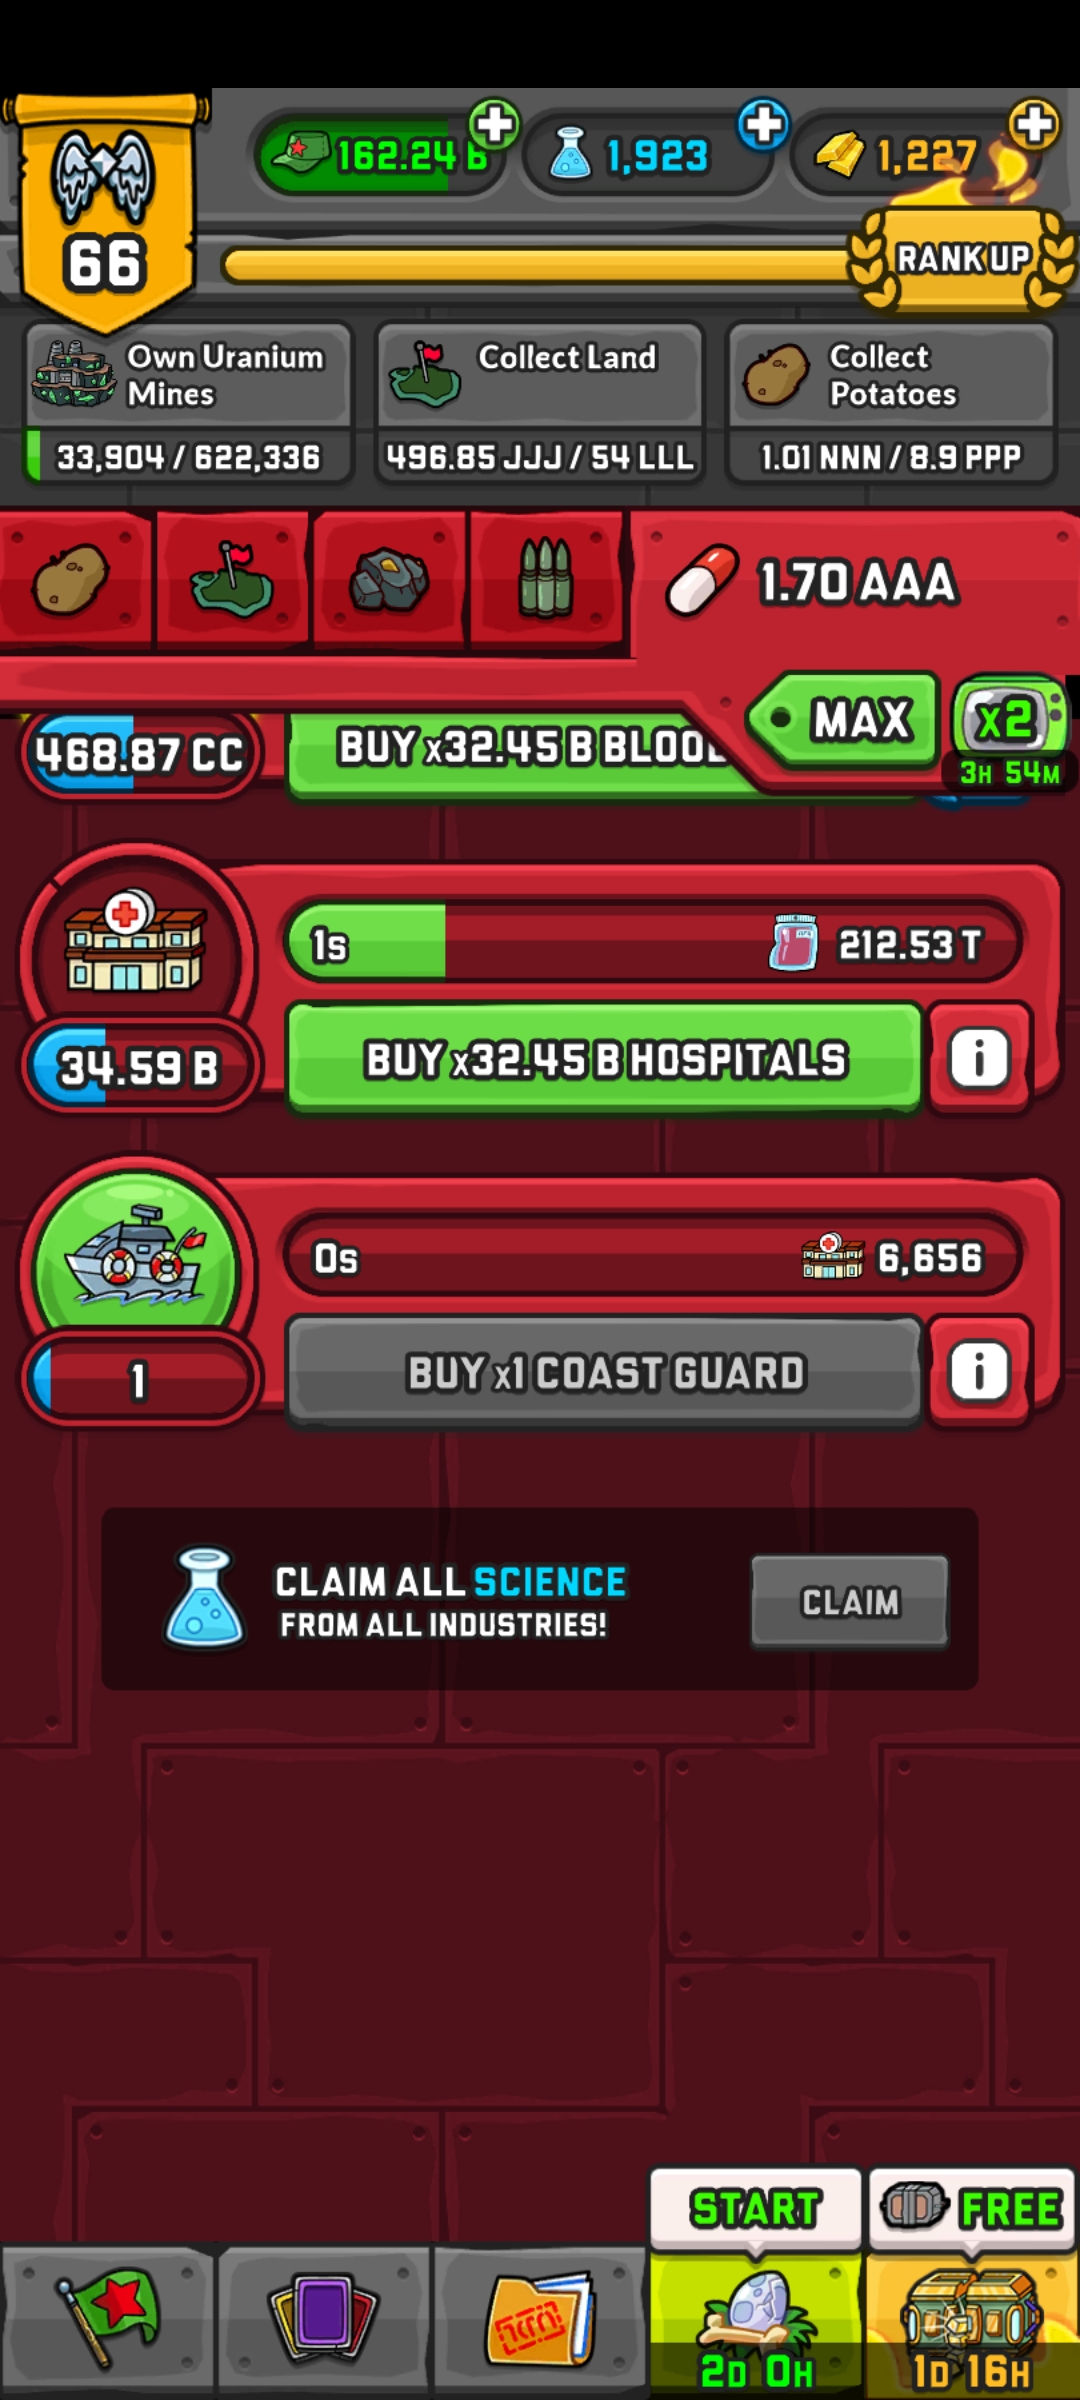 162.24 B
1,923
1,227
66
RANK UP
Own Uranium
Mines
33,904 / 622,336
Collect Land
496.85 JJJ / 54 LLL
Collect
Potatoes
1.01 NNN / 8.9 PPP
1.70 AAA
MAX
x2
3H 54M
468.87 CC
BUY x32.45 B BLOOD
1s
212.53 T
34.59 B
BUY x32.45 B HOSPITALS
i
0s
6,656
1
BUY x1 COAST GUARD
i
CLAIM ALL SCIENCE
FROM ALL INDUSTRIES!
CLAIM
START
FREE
2D 0H
1D 16H